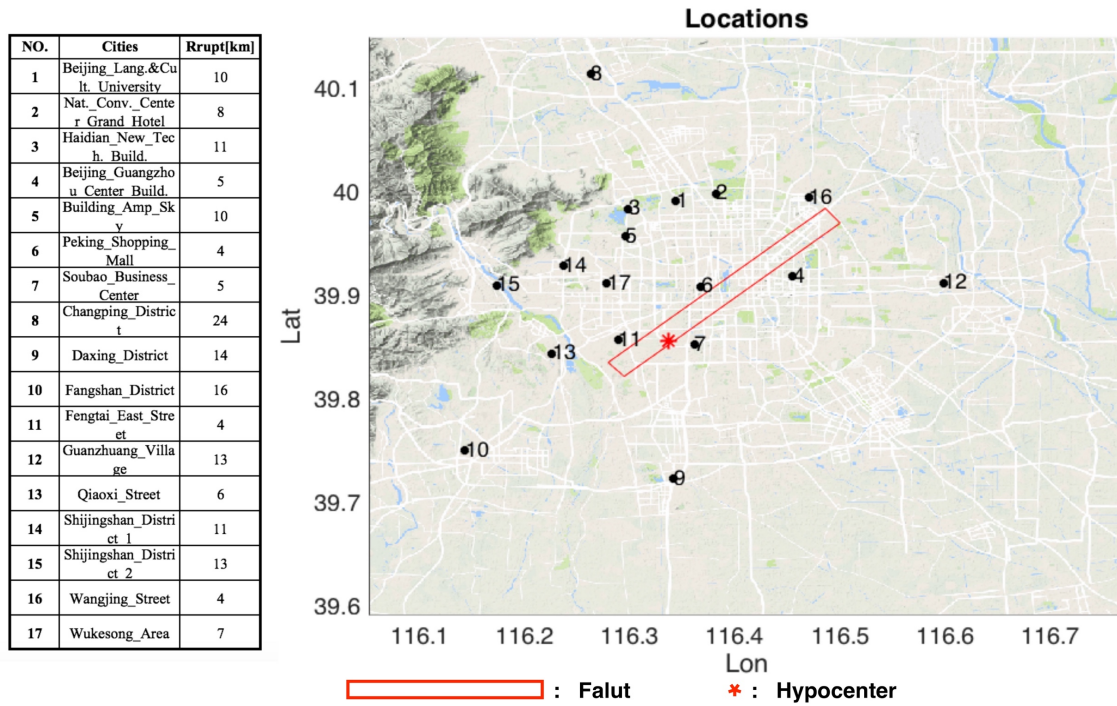 Locations
NO. Cities Rrupt[km]
1 Beijing_Lang.&Cu
lt._University 10
2 Nat._Conv._Cente
r_Grand_Hotel 8
3 Haidian_New_Tec
h._Build. 11
4 Beijing_Guangzho
u_Center_Build. 5
5 Building_Amp_Sk
y 10
6 Peking_Shopping_
Mall 4
7 Soubao_Business_
Center 5
8 Changping_Distric
t 24
9 Daxing_District 14
10 Fangshan_District 16
11 Fengtai_East_Stre
et 4
12 Guanzhuang_Villa
ge 13
13 Qiaoxi_Street 6
14 Shijingshan_Distri
ct_1 11
15 Shijingshan_Distri
ct_2 13
16 Wangjing_Street 4
17 Wukesong_Area 7
Lat
40.1
40
39.9
39.8
39.7
39.6
8
2
1
16
3
5
14
17
15
6
4
12
11
7
13
10
9
116.1 116.2 116.3 116.4 116.5 116.6 116.7
Lon
: Falut * : Hypocenter